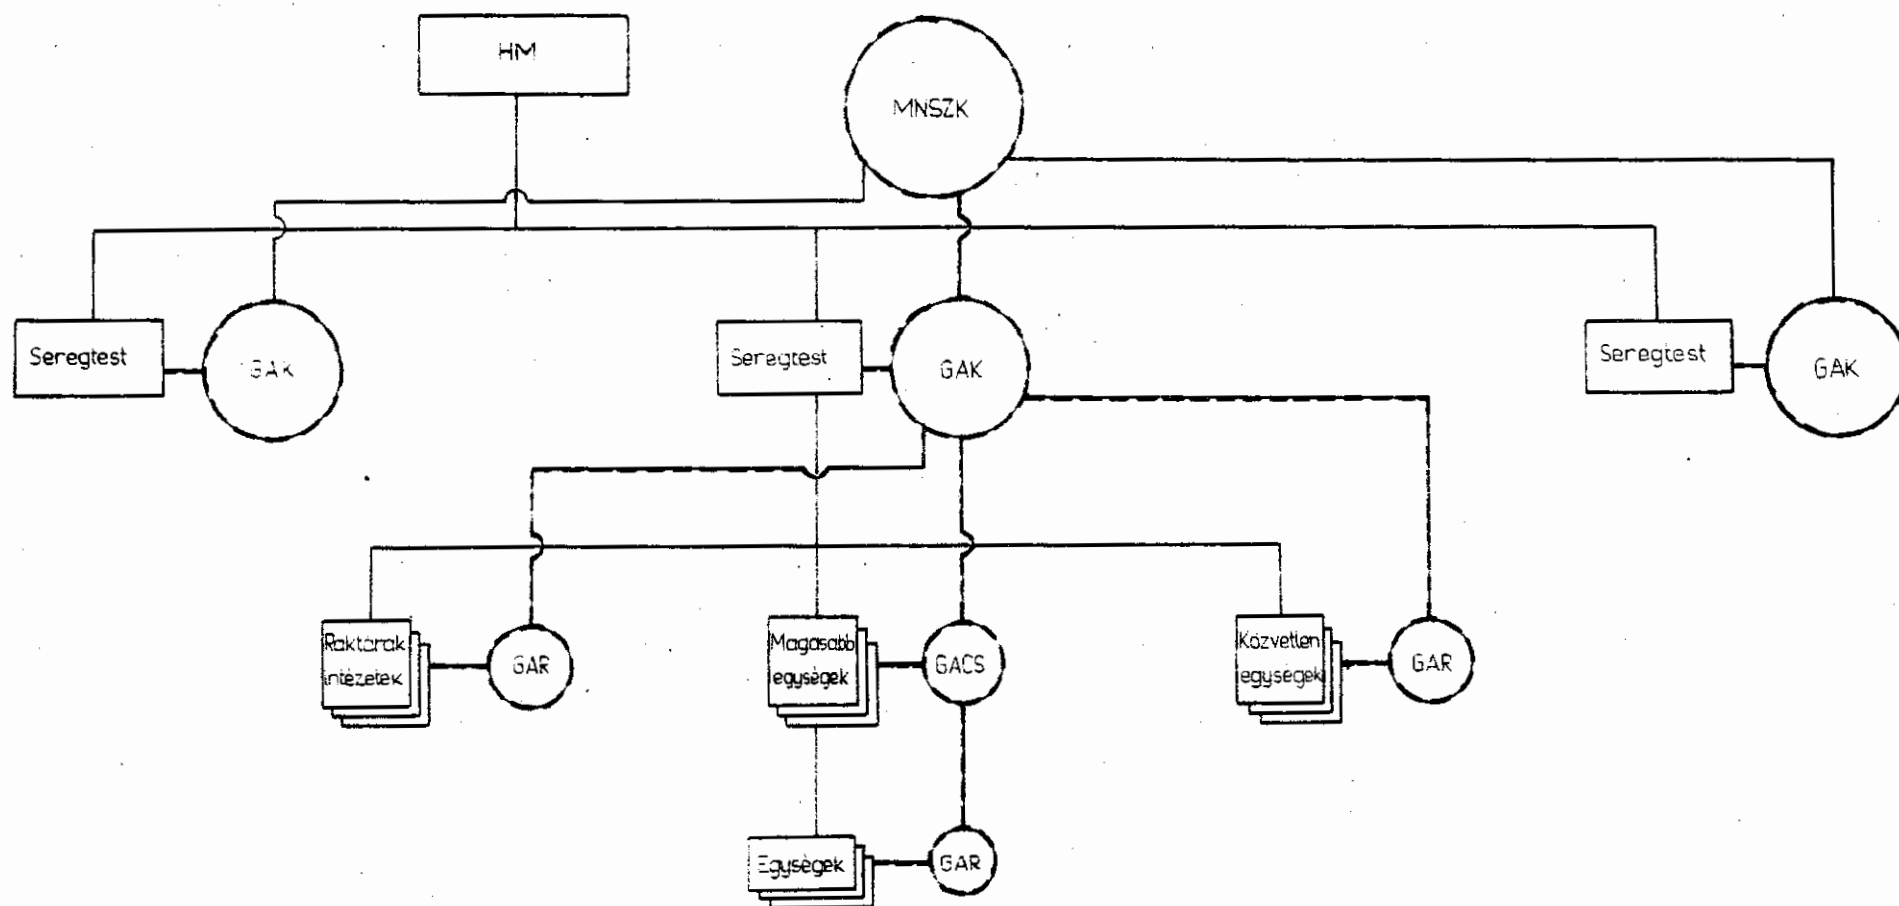 HM
MNSZK
Seregtest
GAK
Seregtest
GAK
Seregtest
GAK
Raktárak
intézetek
GAR
Magasabb
egységek
GACS
Közvetlen
egységek
GAR
Egységek
GAR